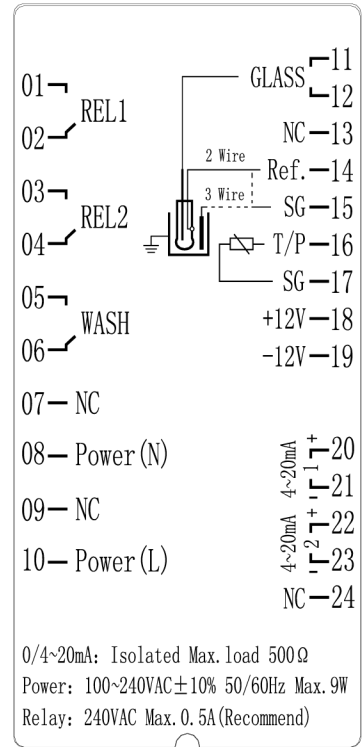 01
REL1
02
03
REL2
04
05
WASH
06
07 NC
08 Power(N)
09 NC
10 Power(L)
GLASS 11
12
NC 13
2 Wire
Ref. 14
3 Wire
SG 15
T/P 16
SG 17
+12V 18
-12V 19
4~20mA 1 + 20
- 21
4~20mA 2 + 22
- 23
NC 24
0/4~20mA: Isolated Max.load 500Ω
Power: 100~240VAC±10% 50/60Hz Max.9W
Relay: 240VAC Max.0.5A(Recommend)